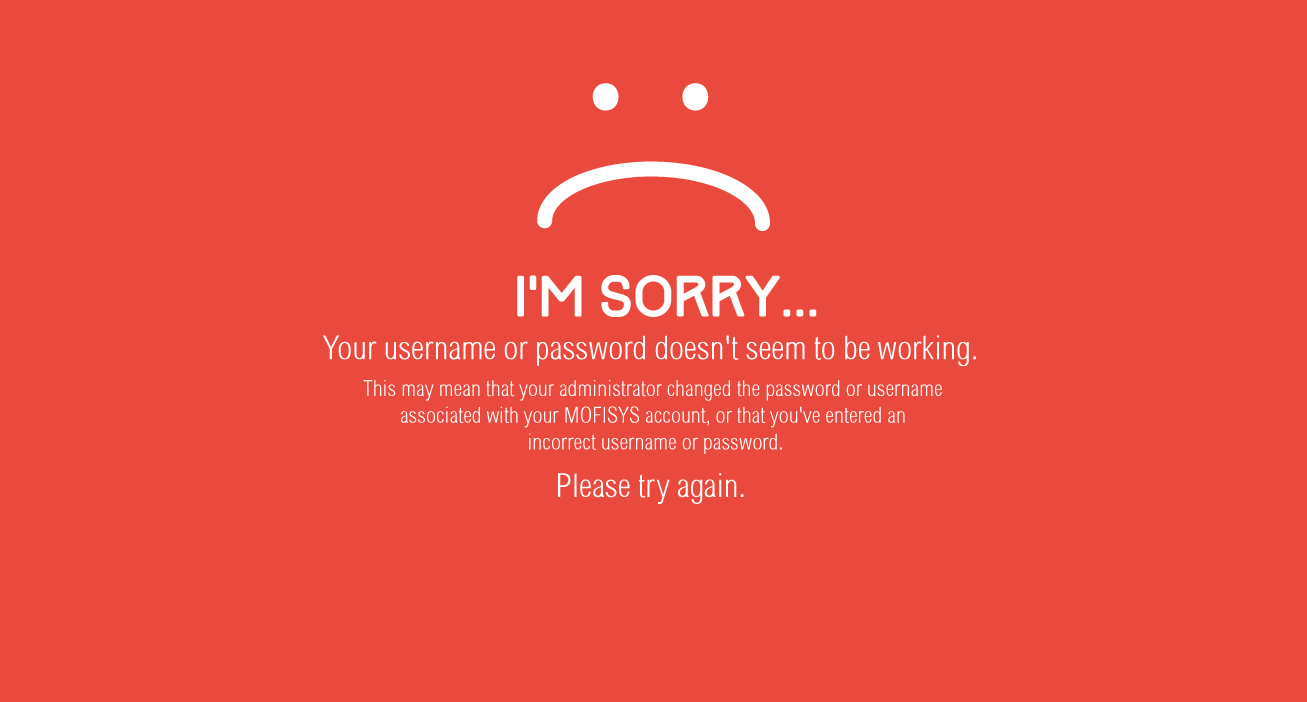 I'M SORRY...
Your username or password doesn't seem to be working.
This may mean that your administrator changed the password or username
associated with your MOFISYS account, or that you've entered an
incorrect username or password.
Please try again.